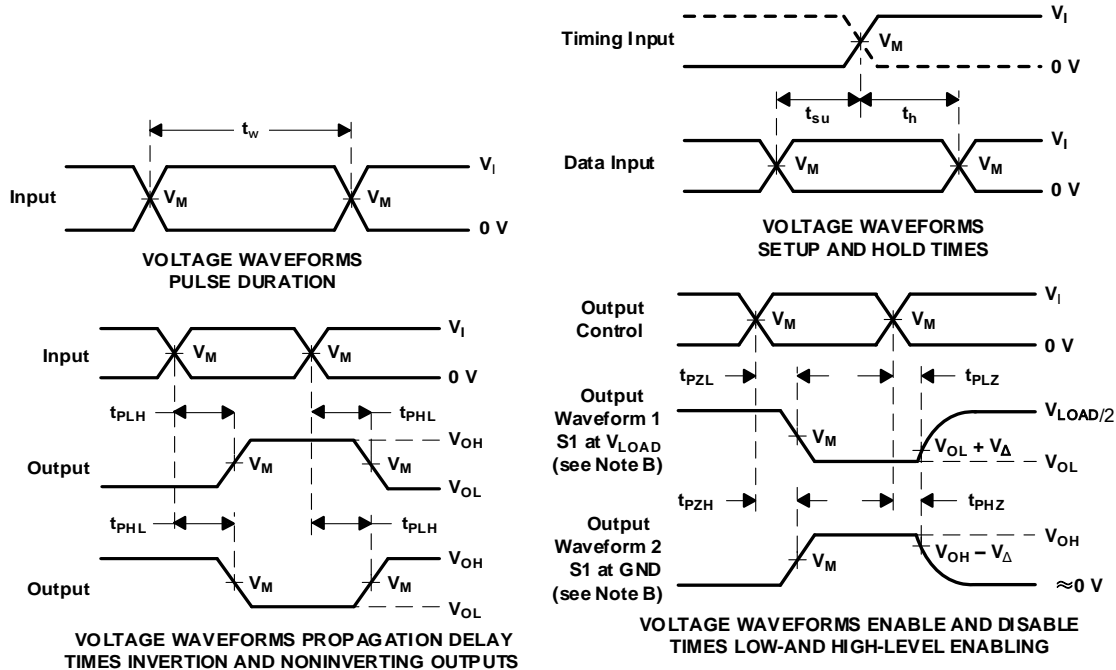 t_w
V_I
Input
V_M
V_M
0 V
VOLTAGE WAVEFORMS
PULSE DURATION
Timing Input
V_I
V_M
0 V
t_su
t_h
Data Input
V_I
V_M
V_M
0 V
VOLTAGE WAVEFORMS
SETUP AND HOLD TIMES
Input
V_I
V_M
V_M
0 V
t_PLH
t_PHL
Output
V_OH
V_M
V_M
V_OL
t_PHL
t_PLH
Output
V_OH
V_M
V_M
V_OL
VOLTAGE WAVEFORMS PROPAGATION DELAY
TIMES INVERTION AND NONINVERTING OUTPUTS
Output
Control
V_I
V_M
V_M
0 V
t_PZL
t_PLZ
Output
Waveform 1
S1 at V_LOAD
(see Note B)
V_LOAD/2
V_M
V_OL + V_Δ
V_OL
t_PZH
t_PHZ
Output
Waveform 2
S1 at GND
(see Note B)
V_OH
V_M
V_OH − V_Δ
≈0 V
VOLTAGE WAVEFORMS ENABLE AND DISABLE
TIMES LOW-AND HIGH-LEVEL ENABLING